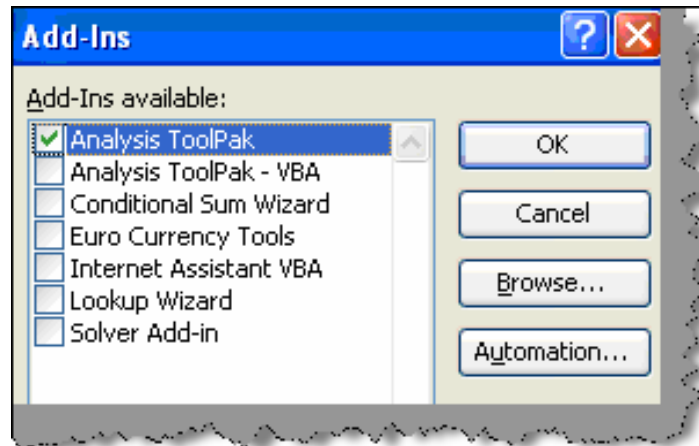 Add-Ins
?
Add-Ins available:
Analysis ToolPak
Analysis ToolPak - VBA
Conditional Sum Wizard
Euro Currency Tools
Internet Assistant VBA
Lookup Wizard
Solver Add-in
OK
Cancel
Browse...
Automation...